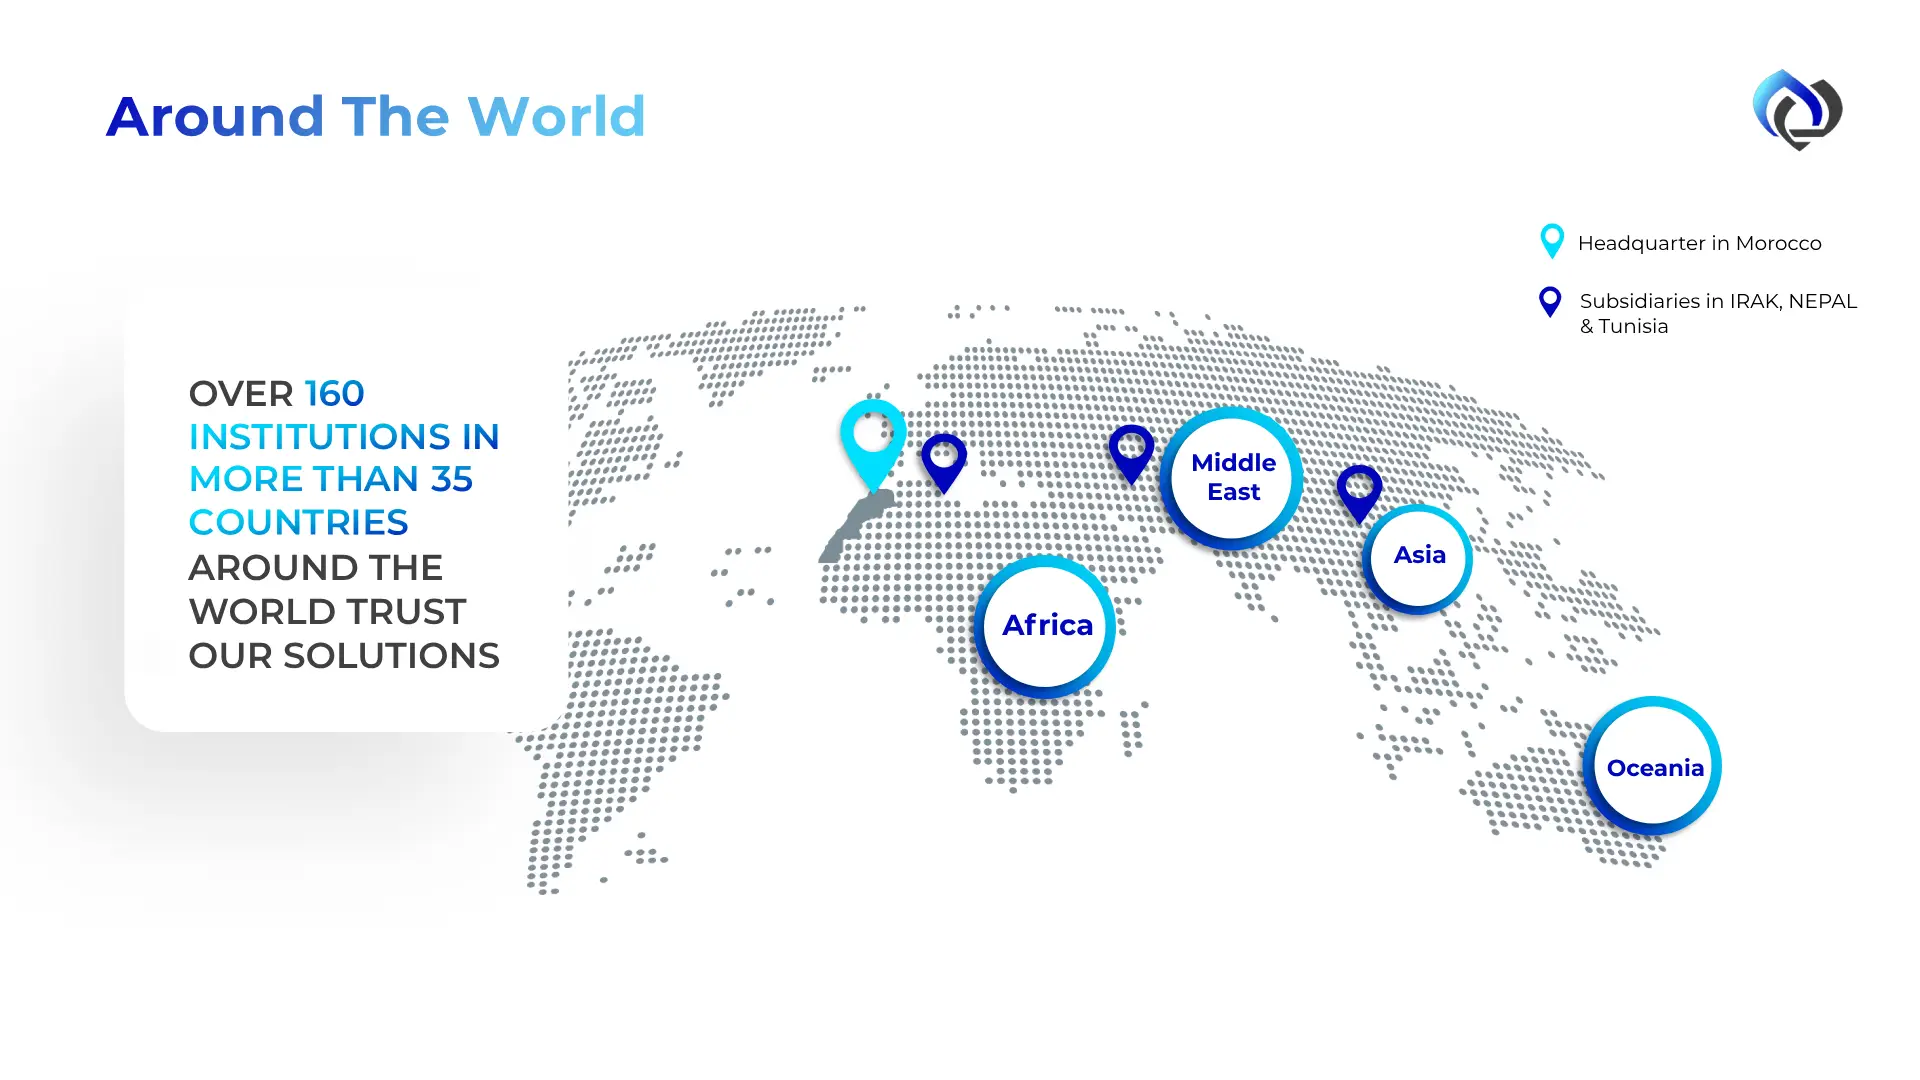 Around The World
Headquarter in Morocco
Subsidiaries in IRAK, NEPAL
& Tunisia
OVER 160
INSTITUTIONS IN
MORE THAN 35
COUNTRIES
AROUND THE
WORLD TRUST
OUR SOLUTIONS
Middle
East
Asia
Africa
Oceania